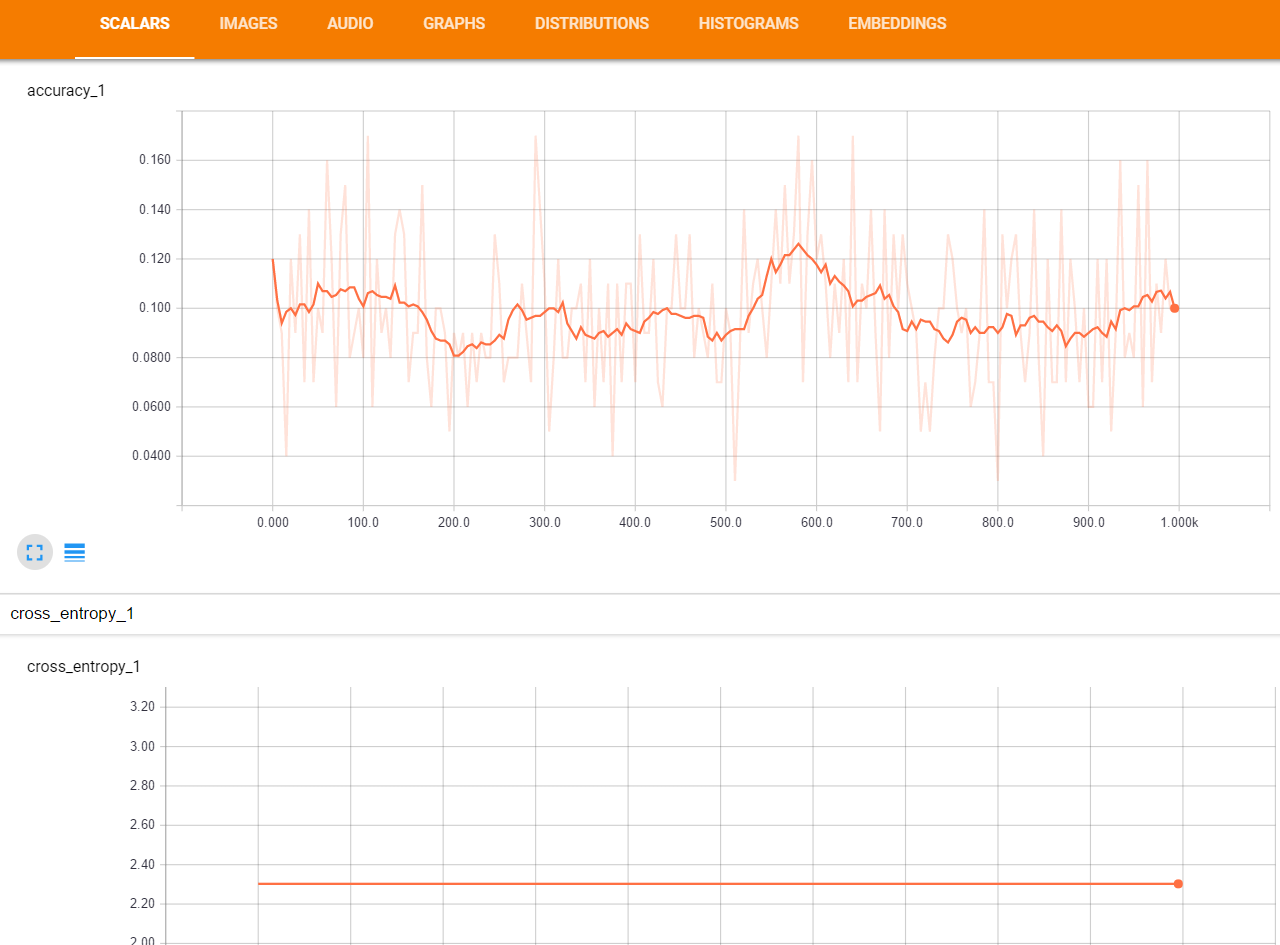 SCALARS IMAGES AUDIO GRAPHS DISTRIBUTIONS HISTOGRAMS EMBEDDINGS
accuracy_1
0.160
0.140
0.120
0.100
0.0800
0.0600
0.0400
0.000 100.0 200.0 300.0 400.0 500.0 600.0 700.0 800.0 900.0 1.000k
cross_entropy_1
cross_entropy_1
3.20
3.00
2.80
2.60
2.40
2.20
2.00